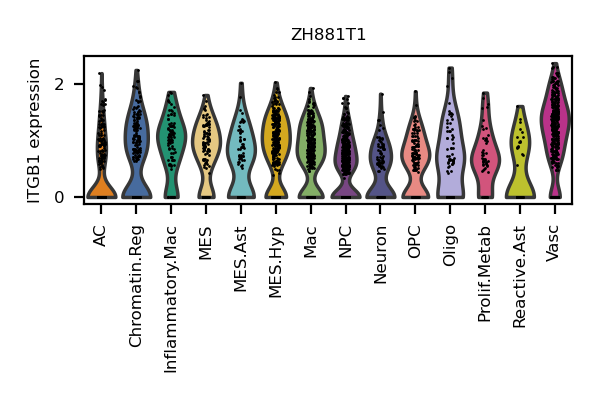 ZH881T1
ITGB1 expression
2
0
AC
Chromatin.Reg
Inflammatory.Mac
MES
MES.Ast
MES.Hyp
Mac
NPC
Neuron
OPC
Oligo
Prolif.Metab
Reactive.Ast
Vasc